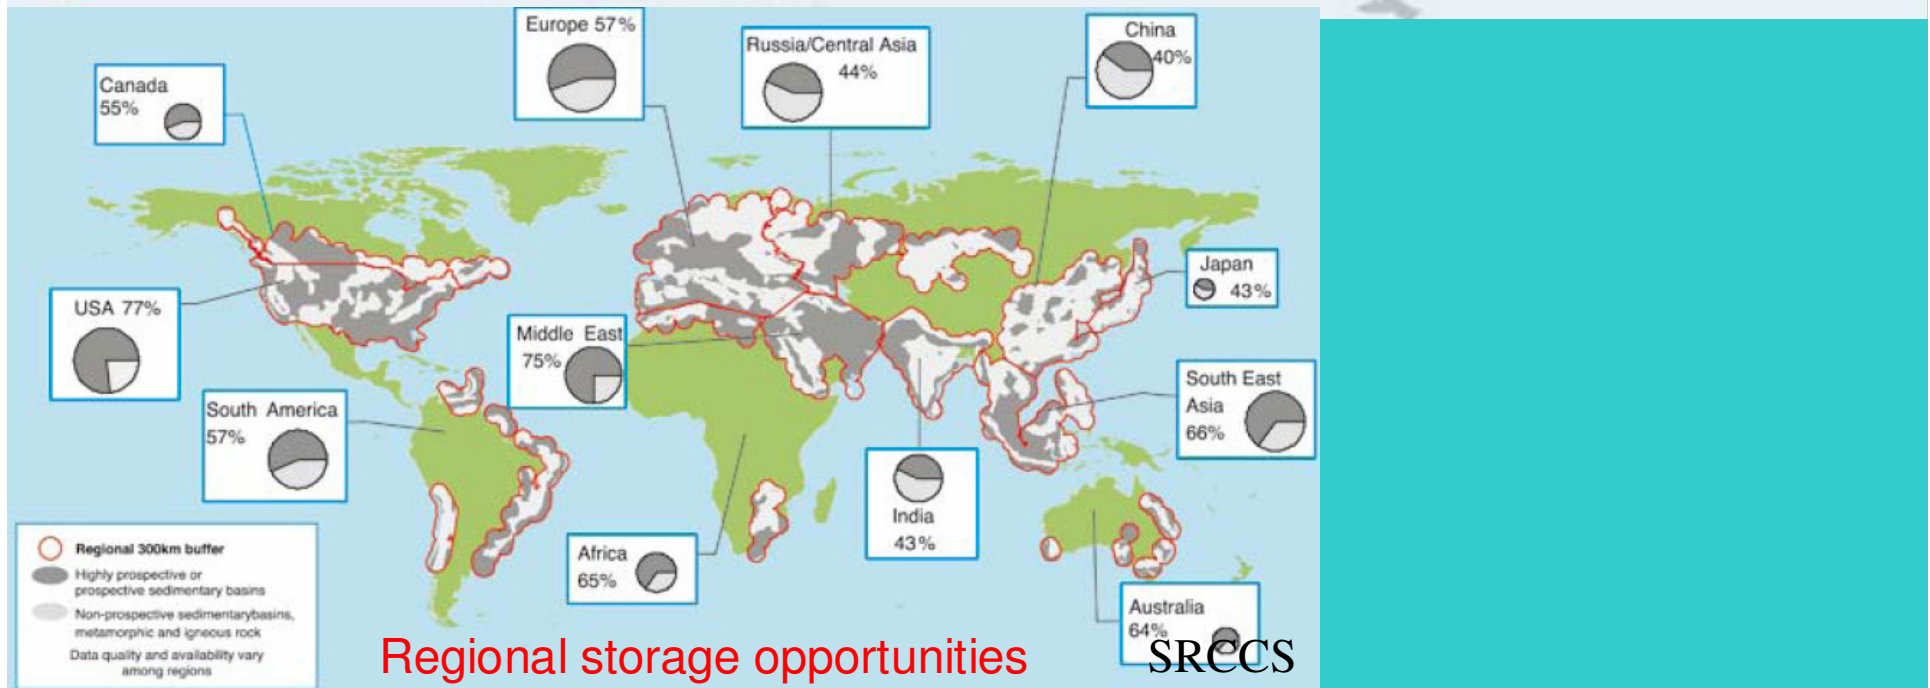 Europe 57%
Russia/Central Asia
44%
China
40%
Canada
55%
Japan
43%
USA 77%
Middle East
75%
South America
57%
South East
Asia
66%
India
43%
Africa
65%
Australia
64%
Regional 300km buffer
Highly prospective or
prospective sedimentary basins
Non-prospective sedimentarybasins,
metamorphic and igneous rock
Data quality and availability vary
among regions
Regional storage opportunities
SRCCS